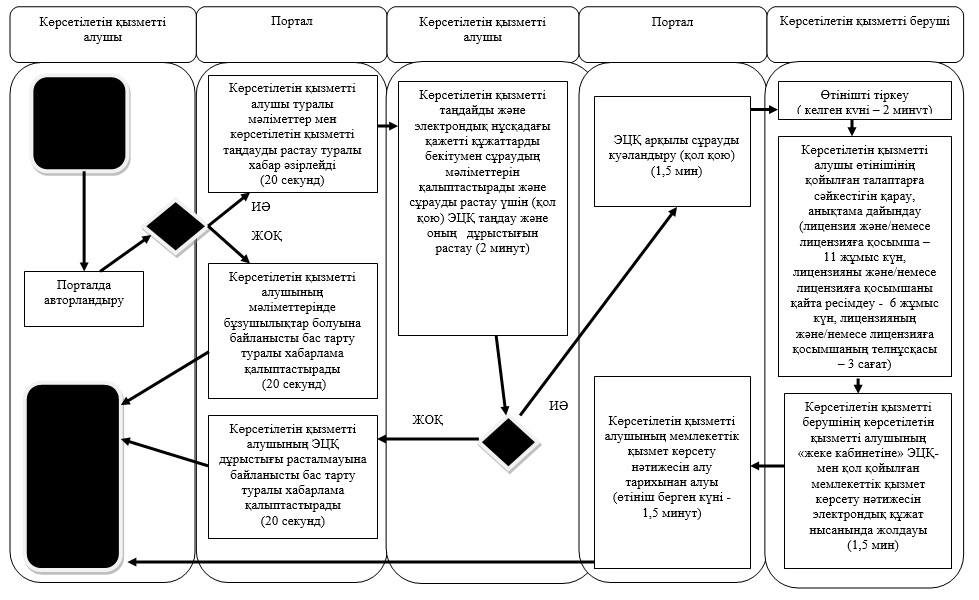 Көрсетілетін қызметті
алушы
Портал
Көрсетілетін қызметті
алушы
Портал
Көрсетілетін қызметті беруші
Порталда
авторландыру
Көрсетілетін қызметті
алушы туралы
мәліметтер мен
көрсетілетін қызметті
таңдауды растау туралы
хабар әзірлейді
(20 секунд)
ИӘ
ЖОҚ
Көрсетілетін қызметті
алушының
мәліметтерінде
бұзушылықтар болуына
байланысты бас тарту
туралы хабарлама
қалыптастырады
(20 секунд)
Көрсетілетін қызметті
алушының ЭЦҚ
дұрыстығы расталмауына
байланысты бас тарту
туралы хабарлама
қалыптастырады
(20 секунд)
Көрсетілетін қызметті
таңдайды және
электрондық нұсқадағы
қажетті құжаттарды
бекітумен сұраудың
мәліметтерін
қалыптастырады және
сұрауды растау үшін (қол
қою) ЭЦҚ таңдау және
оның дұрыстығын
растау (2 минут)
ЖОҚ
ИӘ
ЭЦҚ арқылы сұрауды
куәландыру (қол қою)
(1,5 мин)
Көрсетілетін қызметті
алушының мемлекеттік
қызмет көрсету
нәтижесін алу
тарихынан алуы
(өтініш берген күні -
1,5 минут)
Өтінішті тіркеу
( келген күні – 2 минут)
Көрсетілетін қызметті
алушы өтінішінің
қойылған талаптарға
сәйкестігін қарау,
анықтама дайындау
(лицензия және/немесе
лицензияға қосымша –
11 жұмыс күн,
лицензияны және/немесе
лицензияға қосымшаны
қайта ресімдеу - 6 жұмыс
күн, лицензияның
және/немесе лицензияға
қосымшаның телнұсқасы
– 3 сағат)
Көрсетілетін қызметті
берушінің көрсетілетін
қызметті алушының
«жеке кабинетіне» ЭЦҚ-
мен қол қойылған
мемлекеттік қызмет
көрсету нәтижесін
электрондық құжат
нысанында жолдауы
(1,5 мин)